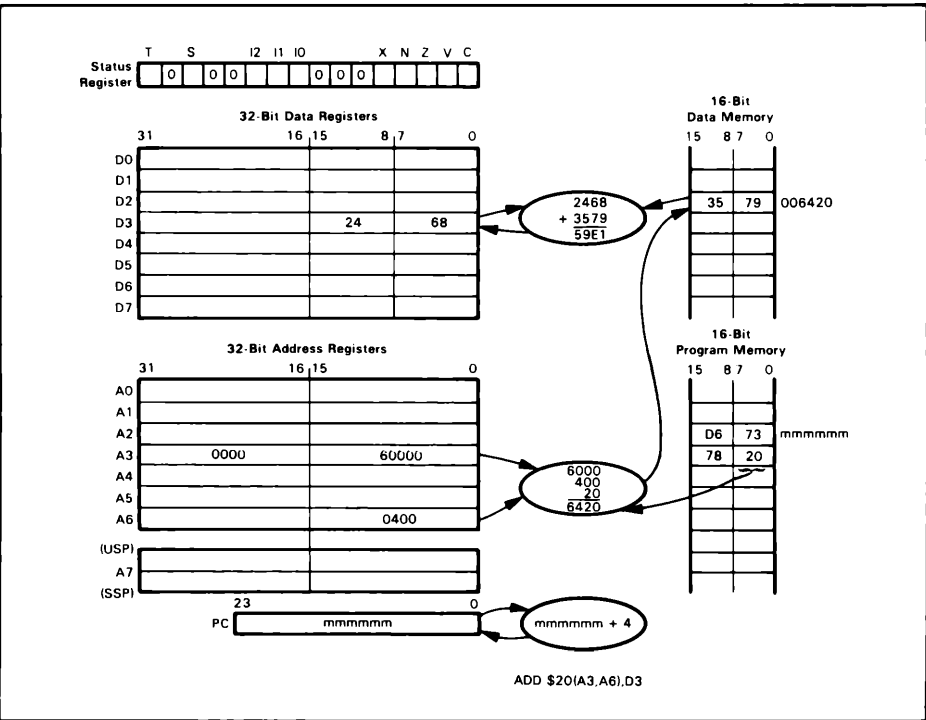 T S I2 I1 I0 X N Z V C
Status Register
0 0 0 0 0 0
32-Bit Data Registers
31 16 15 8 7 0
D0
D1
D2
D3 24 68
D4
D5
D6
D7
2468
+ 3579
59E1
16-Bit
Data Memory
15 8 7 0
35 79 006420
32-Bit Address Registers
31 16 15 0
A0
A1
A2
A3 0000 60000
A4
A5
A6 0400
(USP)
A7
(SSP)
6000
400
20
6420
16-Bit
Program Memory
15 8 7 0
D6 73 mmmmmm
78 20
23 0
PC mmmmmm
mmmmmm + 4
ADD $20(A3,A6),D3